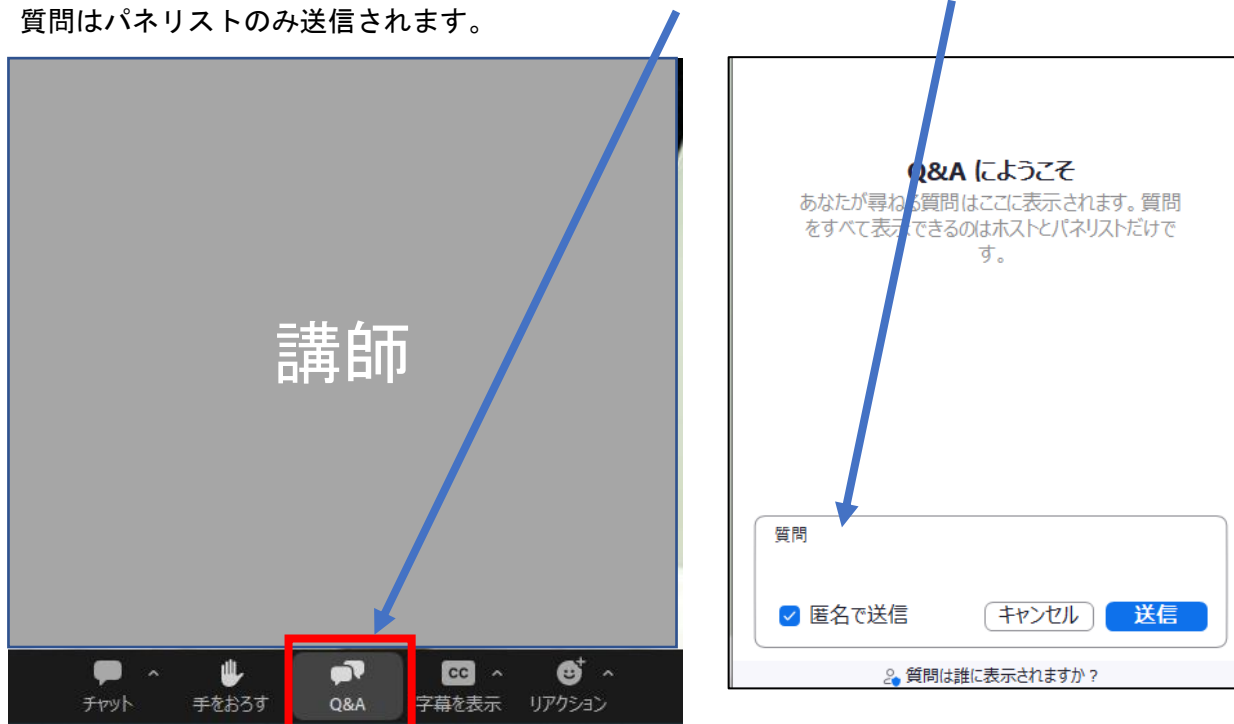 質問はパネリストのみ送信されます。
講師
チャット
手をおろす
Q&A
CC
字幕を表示
リアクション
Q&A にようこそ
あなたが尋ねる質問はここに表示されます。質問
をすべて表示できるのはホストとパネリストだけで
す。
質問
匿名で送信
キャンセル
送信
質問は誰に表示されますか？